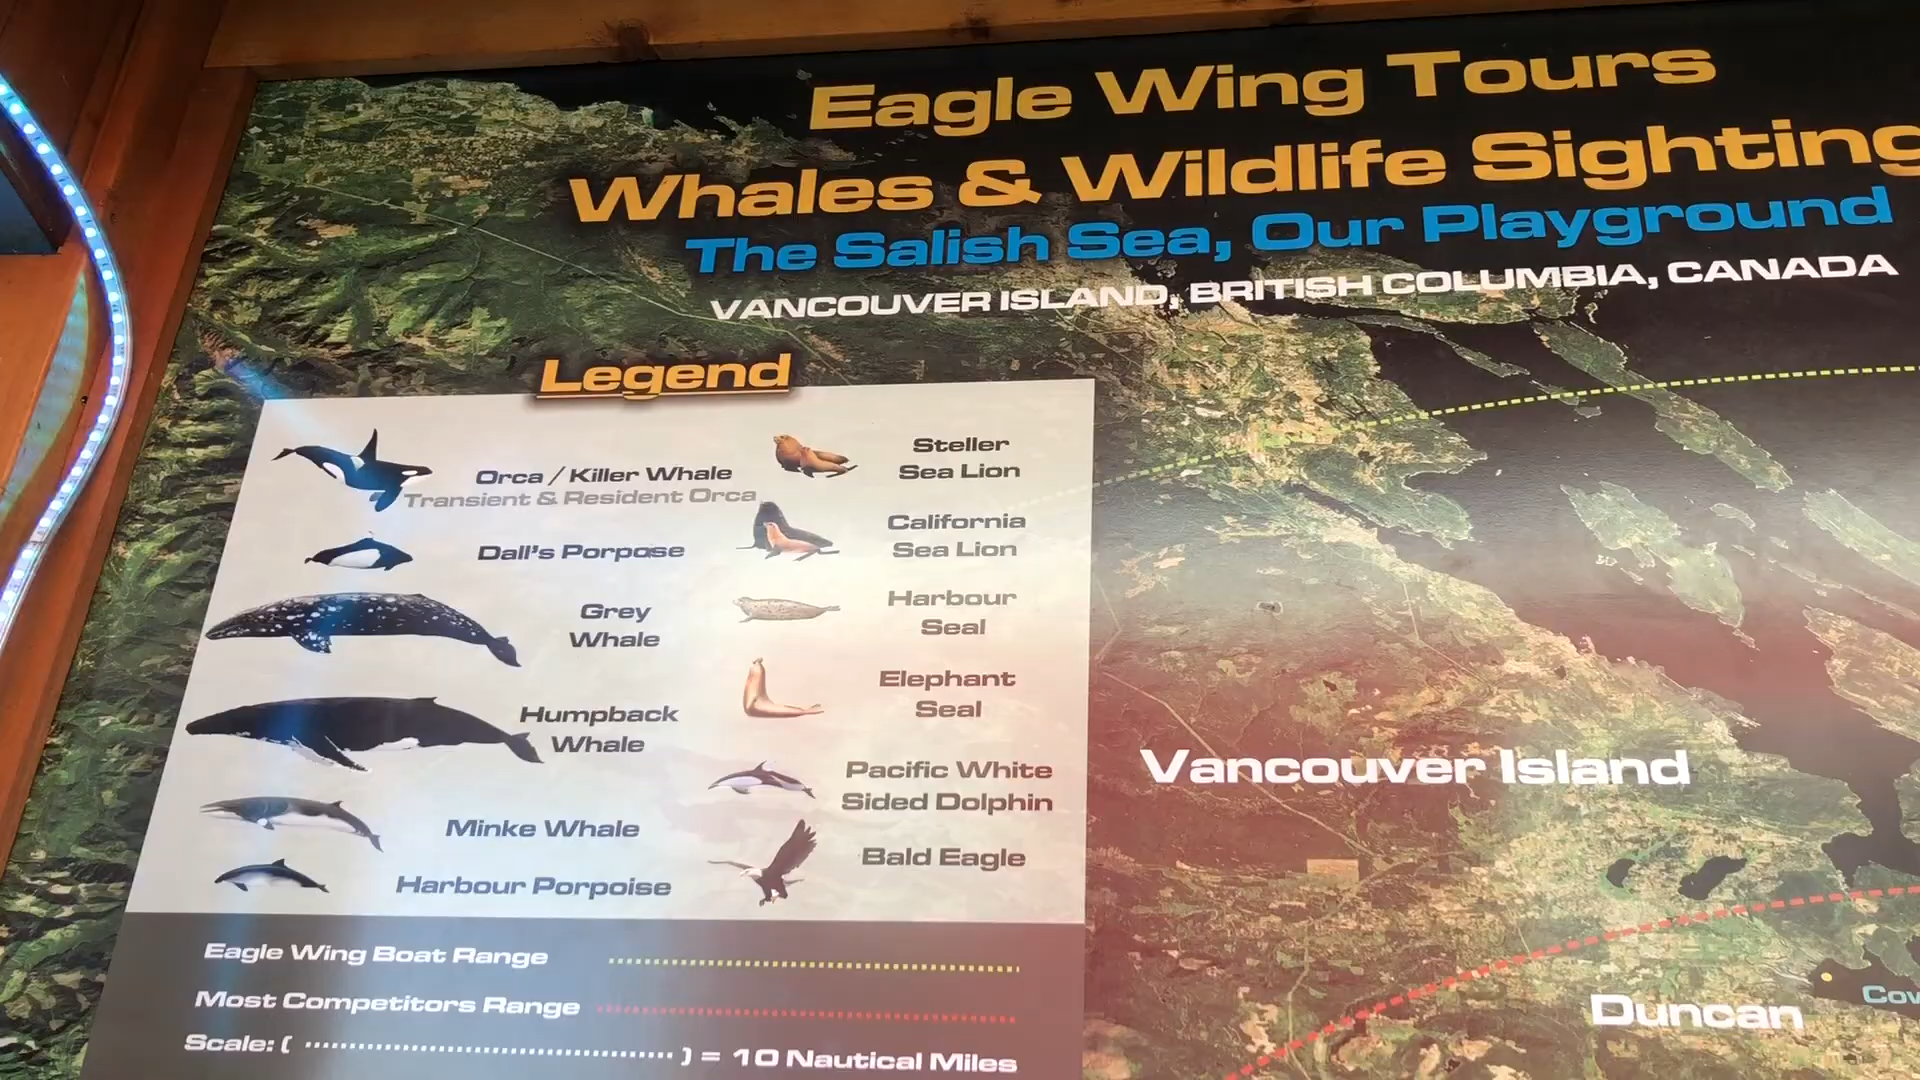 Eagle Wing Tours
Whales & Wildlife Sighting
The Salish Sea, Our Playground
VANCOUVER ISLAND, BRITISH COLUMBIA, CANADA
Legend
Orca / Killer Whale
Transient & Resident Orca
Dall's Porpose
Grey
Whale
Humpback
Whale
Minke Whale
Harbour Porpoise
Steller
Sea Lion
California
Sea Lion
Harbour
Seal
Elephant
Seal
Pacific White
Sided Dolphin
Bald Eagle
Eagle Wing Boat Range
Most Competitors Range
Scale: ( ) = 10 Nautical Miles
Vancouver Island
Duncan